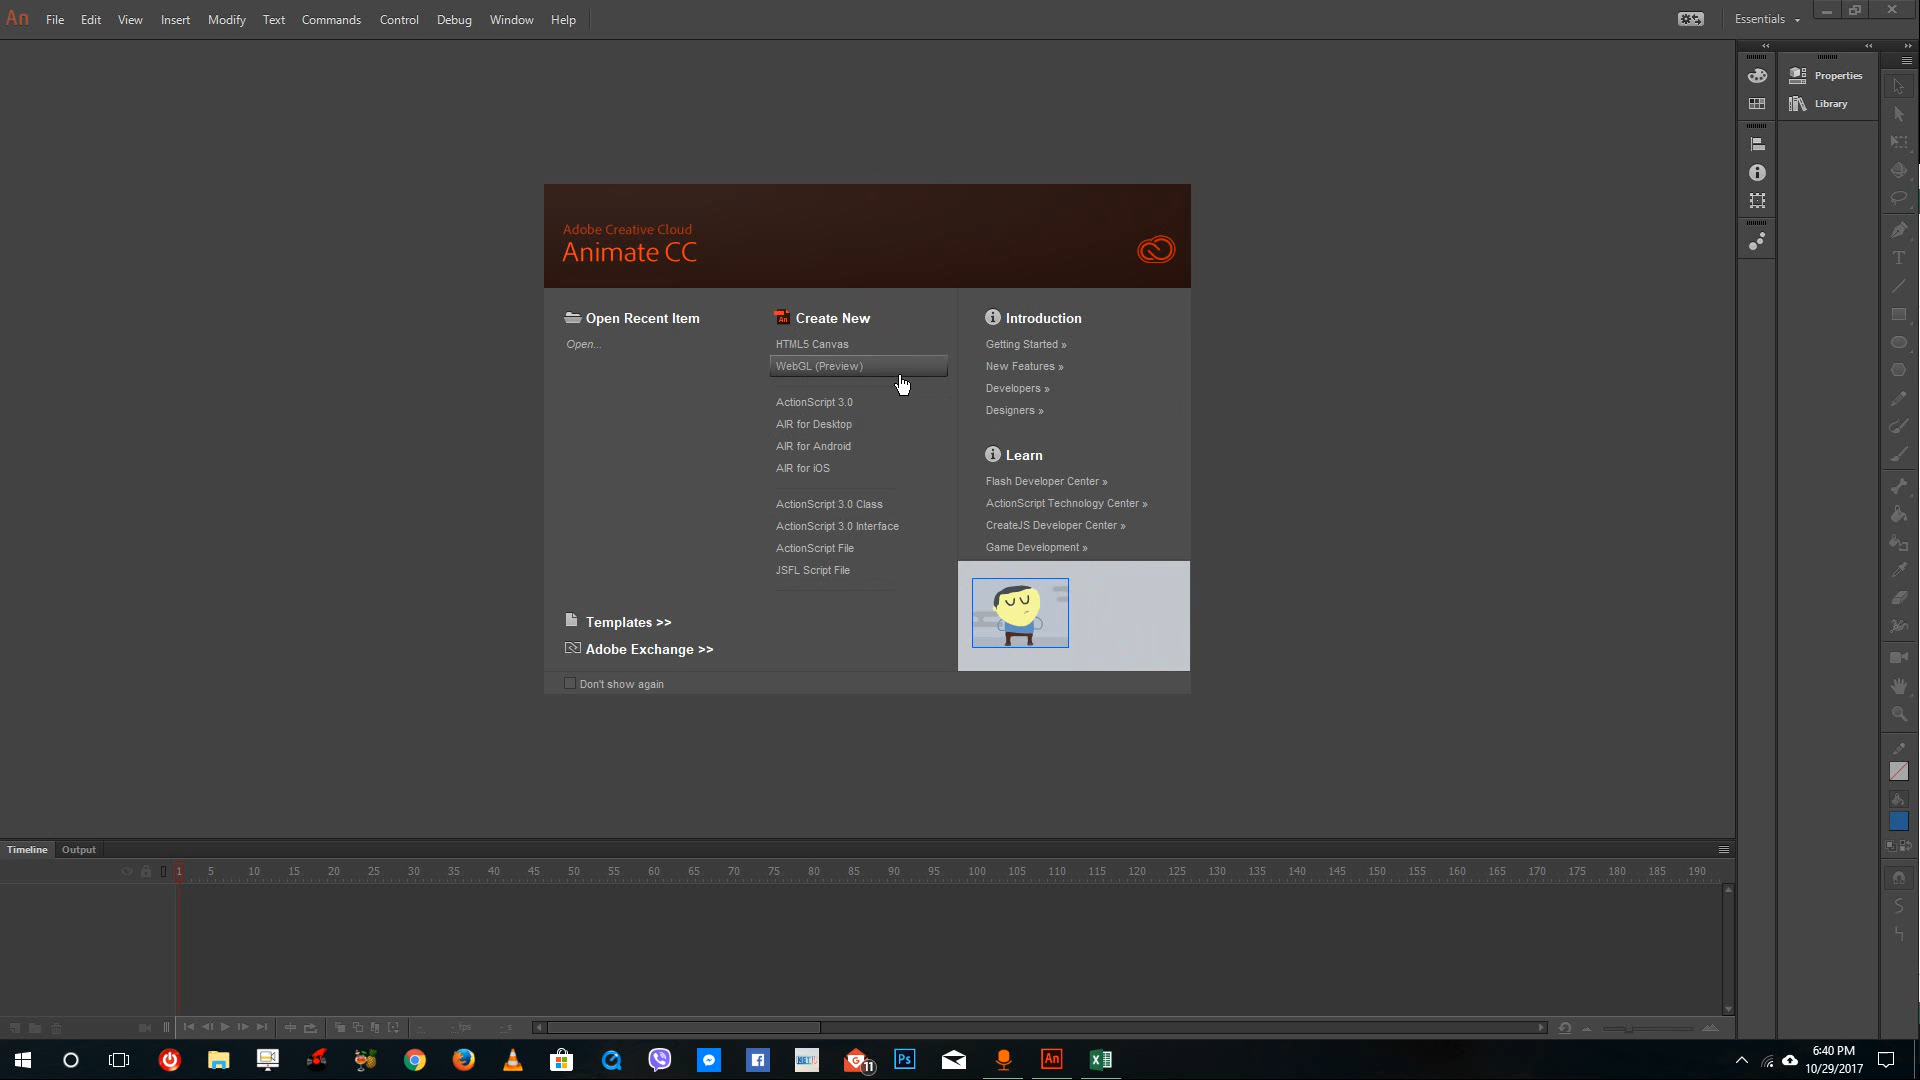 An File Edit View Insert Modify Text Commands Control Debug Window Help
Essentials
Properties
Library
Adobe Creative Cloud
Animate CC
Open Recent Item
Open...
Templates >>
Adobe Exchange >>
Don't show again
An Create New
HTML5 Canvas
WebGL (Preview)
ActionScript 3.0
AIR for Desktop
AIR for Android
AIR for iOS
ActionScript 3.0 Class
ActionScript 3.0 Interface
ActionScript File
JSFL Script File
Introduction
Getting Started »
New Features »
Developers »
Designers »
Learn
Flash Developer Center »
ActionScript Technology Center »
CreateJS Developer Center »
Game Development »
Timeline Output
1 5 10 15 20 25 30 35 40 45 50 55 60 65 70 75 80 85 90 95 100 105 110 115 120 125 130 135 140 145 150 155 160 165 170 175 180 185 190
fps s
11 Ps An
6:40 PM
10/29/2017